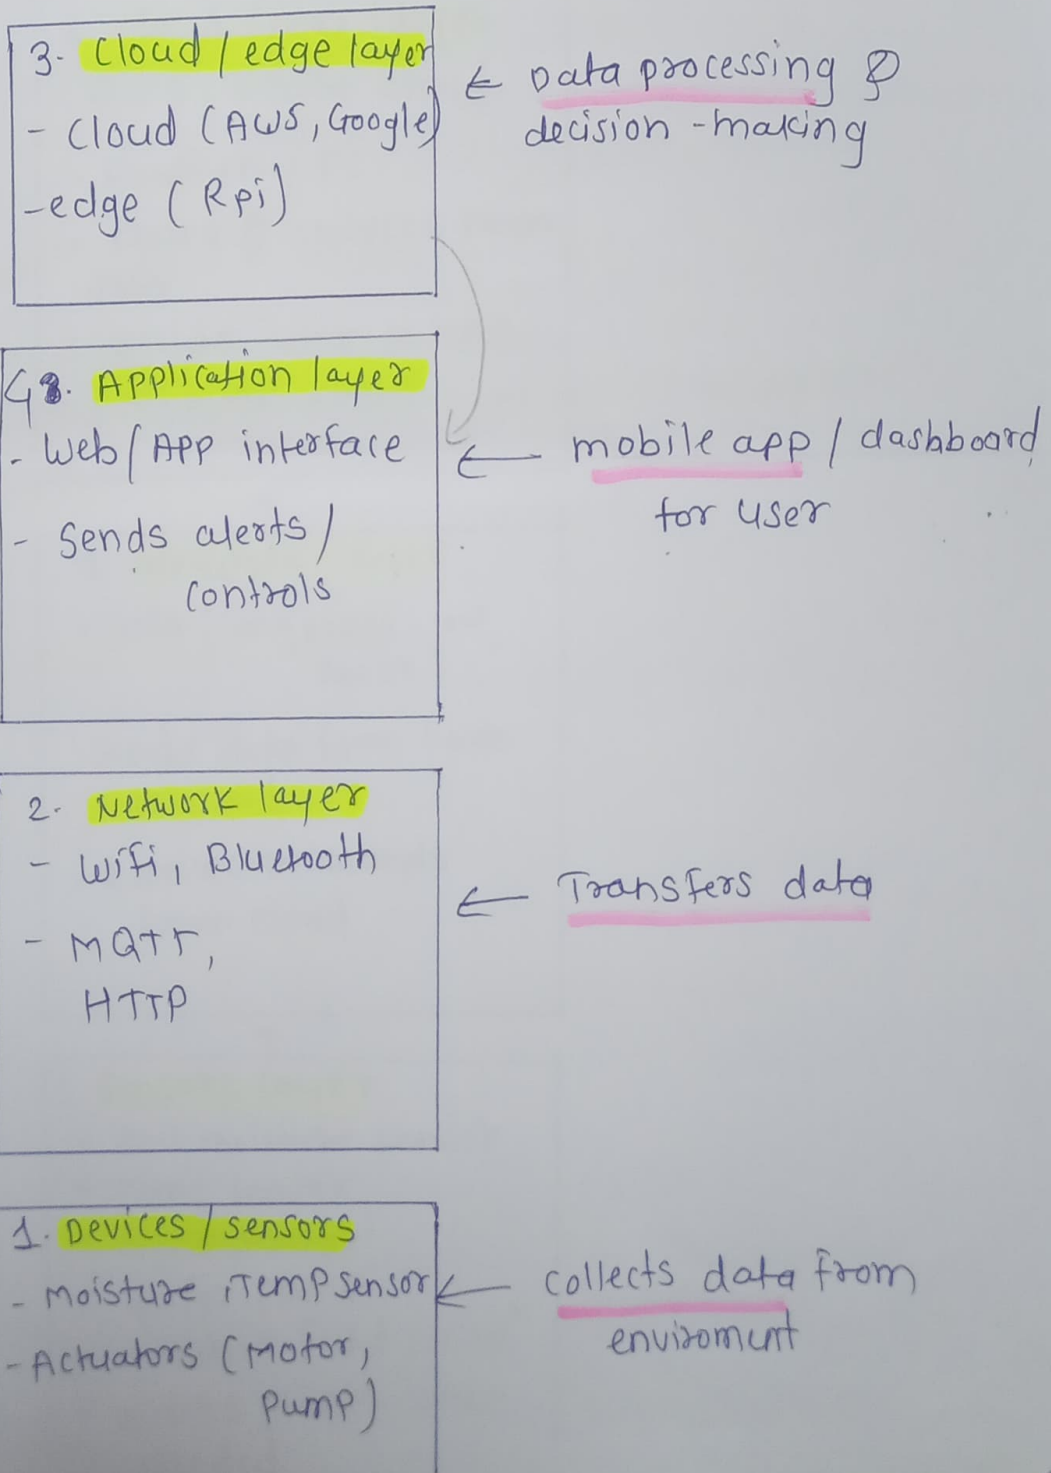 3. Cloud / edge layer
- Cloud (AWS, Google)
- edge (Rpi)
← Data processing &
decision-making
4. Application layer
- Web / APP interface
- Sends alerts /
controls
← mobile app / dashboard
for user
2. Network layer
- Wifi, Bluetooth
- MQTT,
HTTP
← Transfers data
1. Devices / sensors
- Moisture, Temp sensor
- Actuators (Motor,
Pump)
← collects data from
enviroment